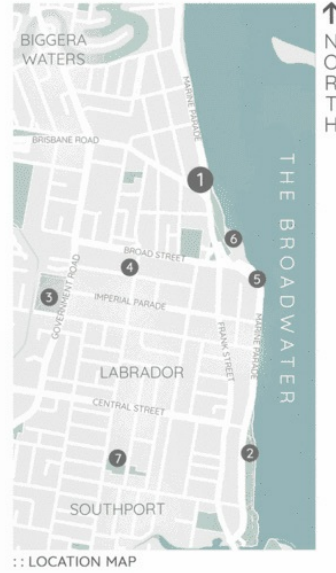 ↑
NORTH
BIGGERA
WATERS
MARINE PARADE
BRISBANE ROAD
THE BROADWATER
1
6
BROAD STREET
4
5
3
GOVERNMENT ROAD
IMPERIAL PARADE
FRANK STREET
MARINE PARADE
LABRADOR
CENTRAL STREET
2
7
SOUTHPORT
:: LOCATION MAP